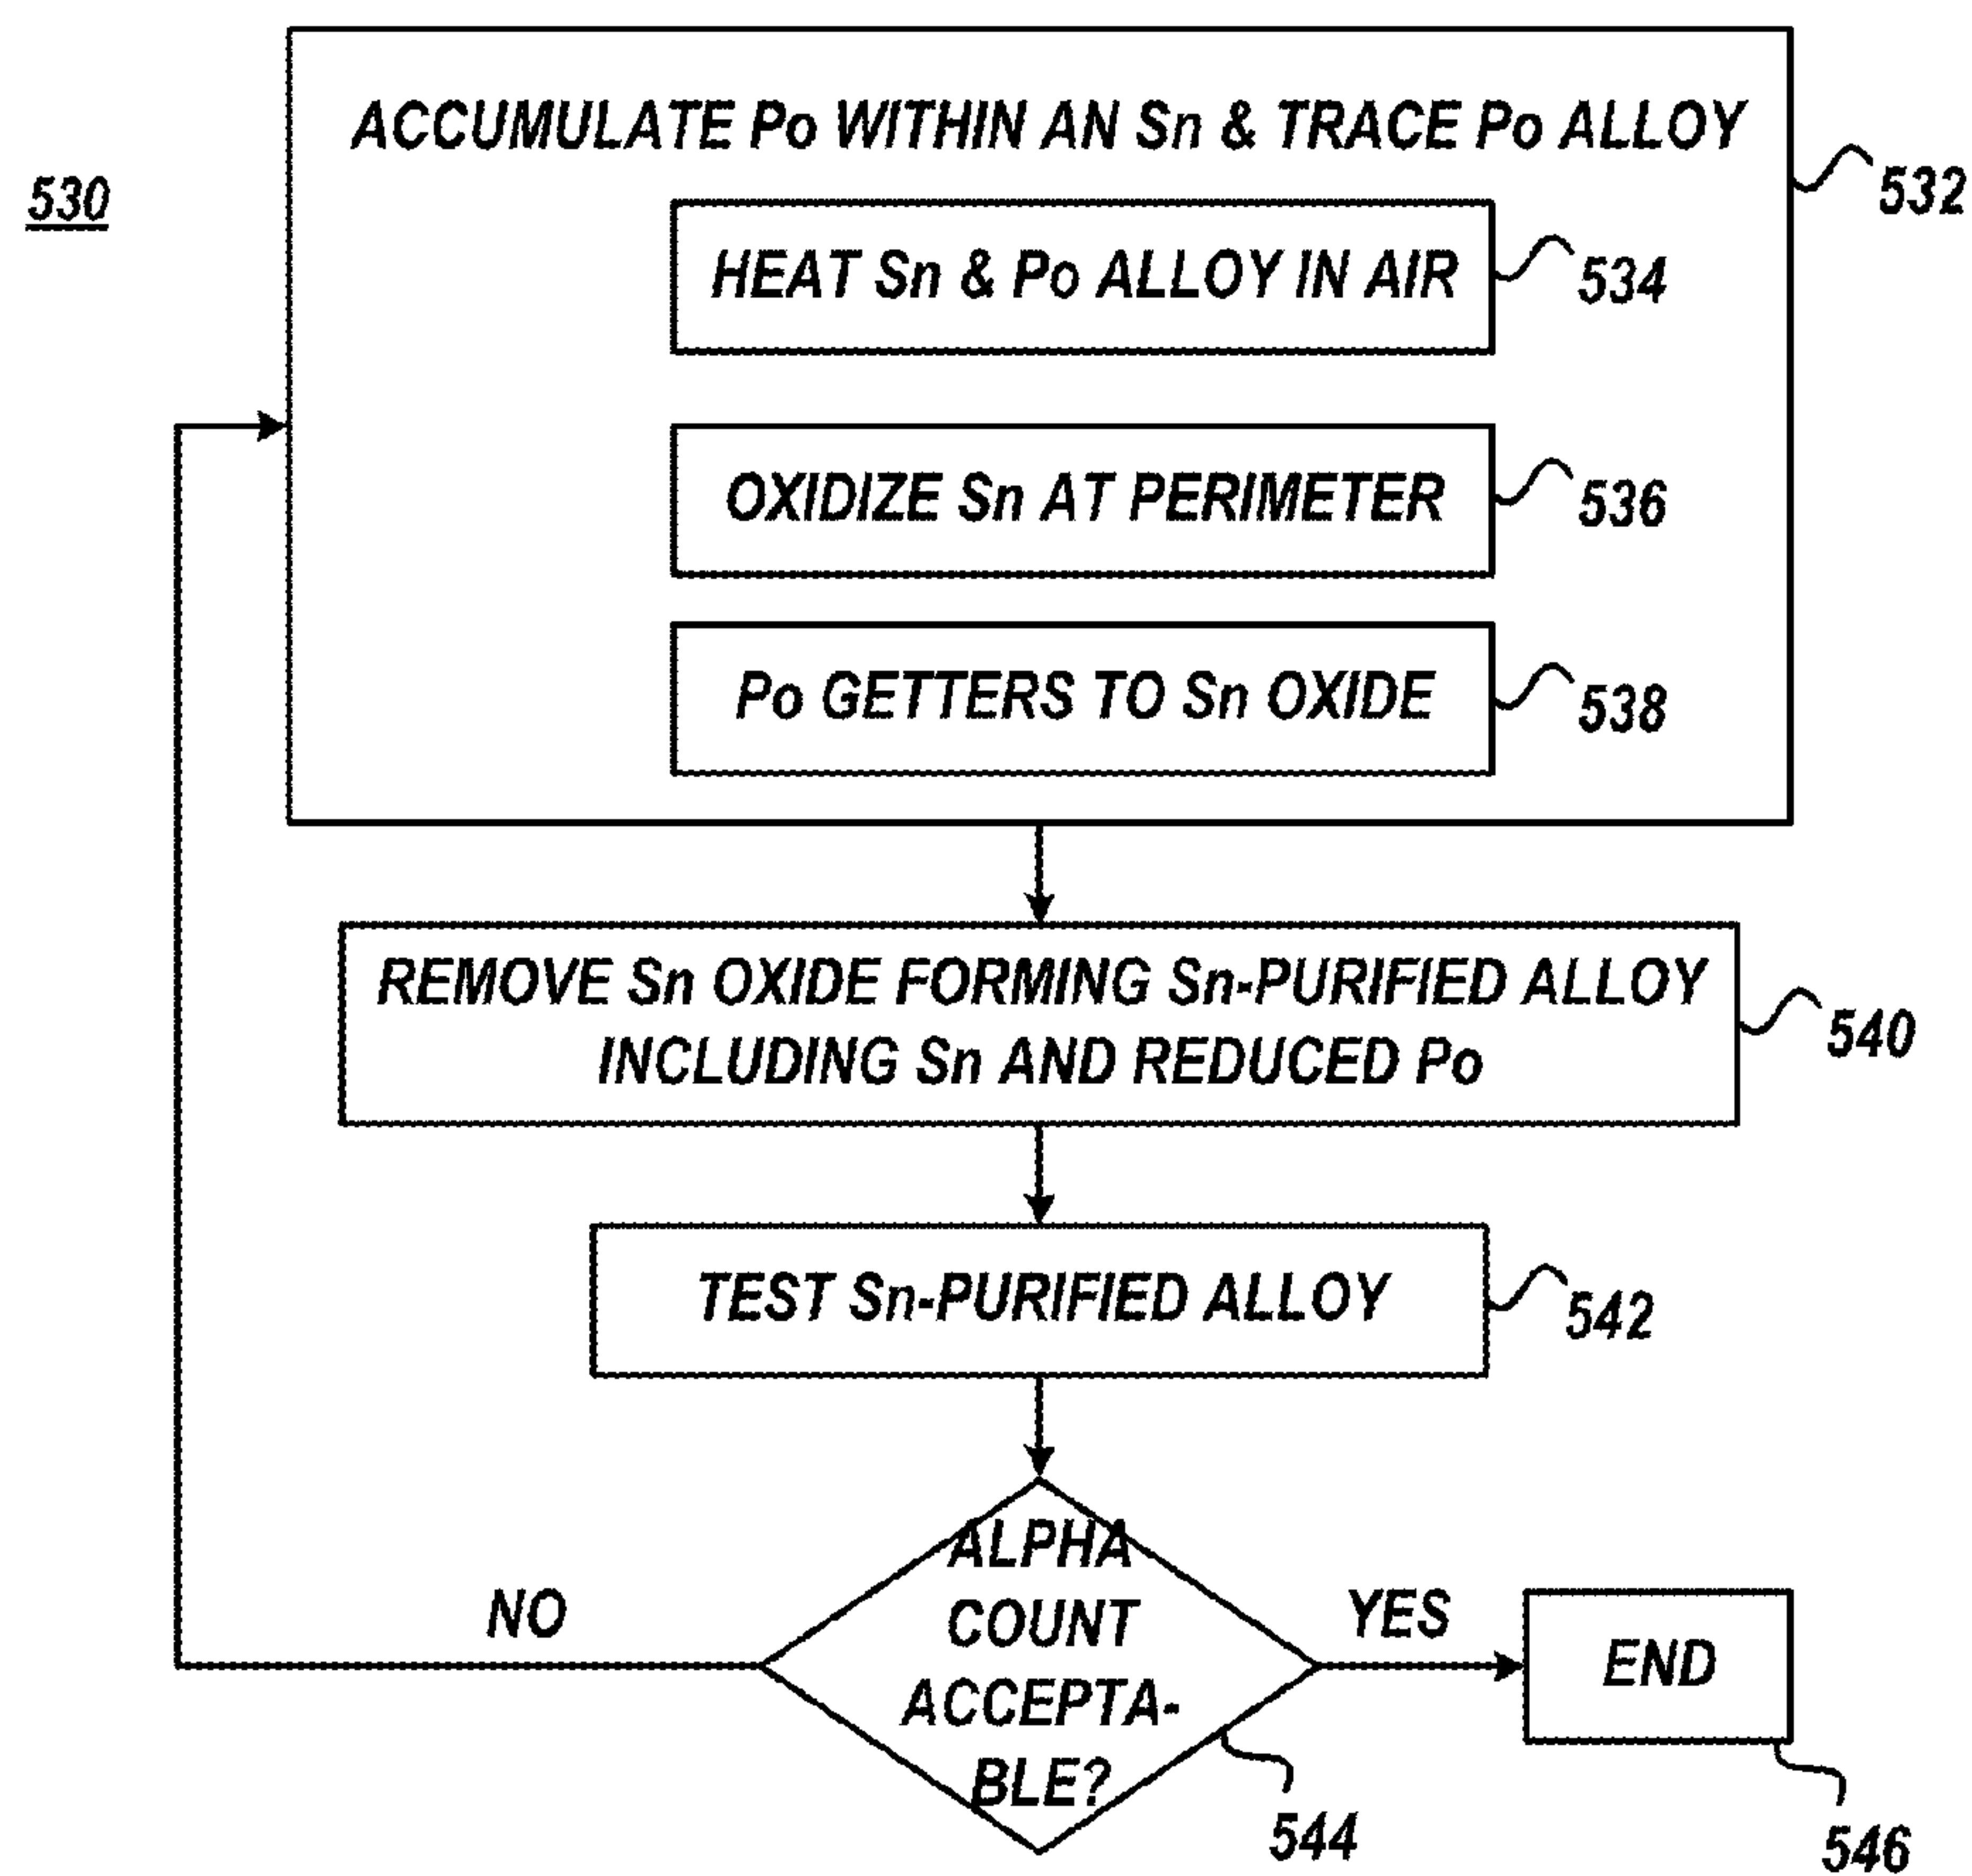 530
ACCUMULATE Po WITHIN AN Sn & TRACE Po ALLOY
532
HEAT Sn & Po ALLOY IN AIR
534
OXIDIZE Sn AT PERIMETER
536
Po GETTERS TO Sn OXIDE
538
REMOVE Sn OXIDE FORMING Sn-PURIFIED ALLOY
INCLUDING Sn AND REDUCED Po
540
TEST Sn-PURIFIED ALLOY
542
ALPHA
COUNT
ACCEPTA-
BLE?
544
NO
YES
END
546